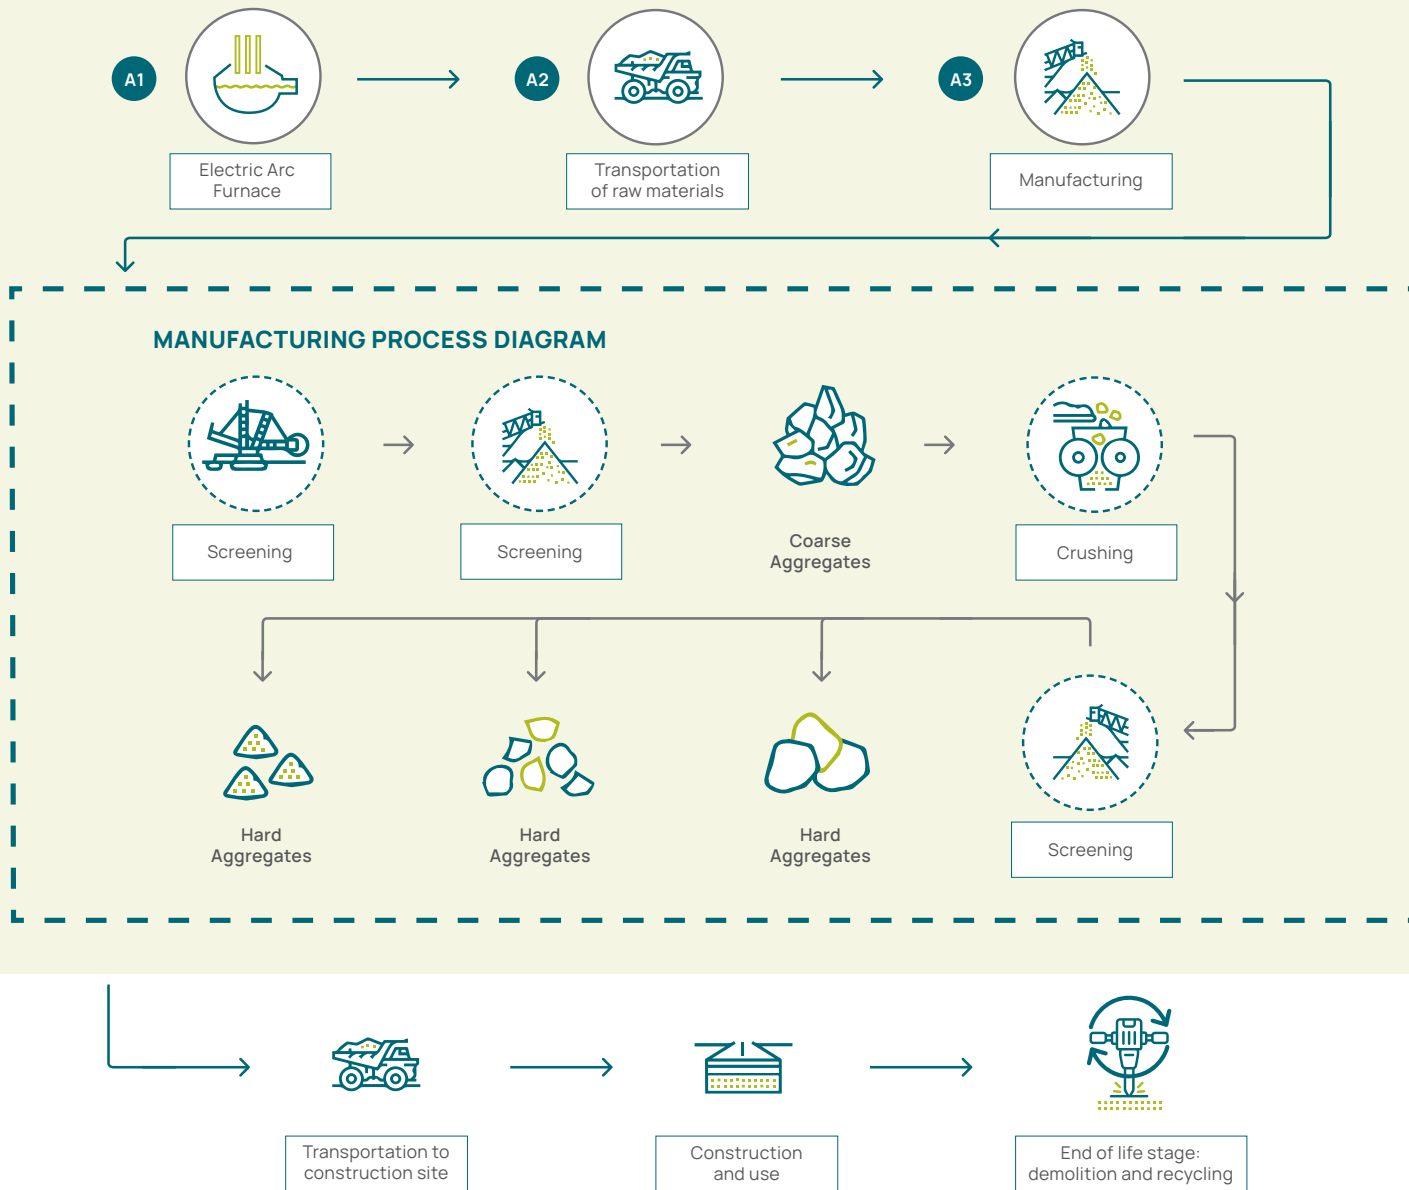 A1
Electric Arc
Furnace
A2
Transportation
of raw materials
A3
Manufacturing
MANUFACTURING PROCESS DIAGRAM
Screening
Screening
Coarse
Aggregates
Crushing
Hard
Aggregates
Hard
Aggregates
Hard
Aggregates
Screening
Transportation to
construction site
Construction
and use
End of life stage:
demolition and recycling